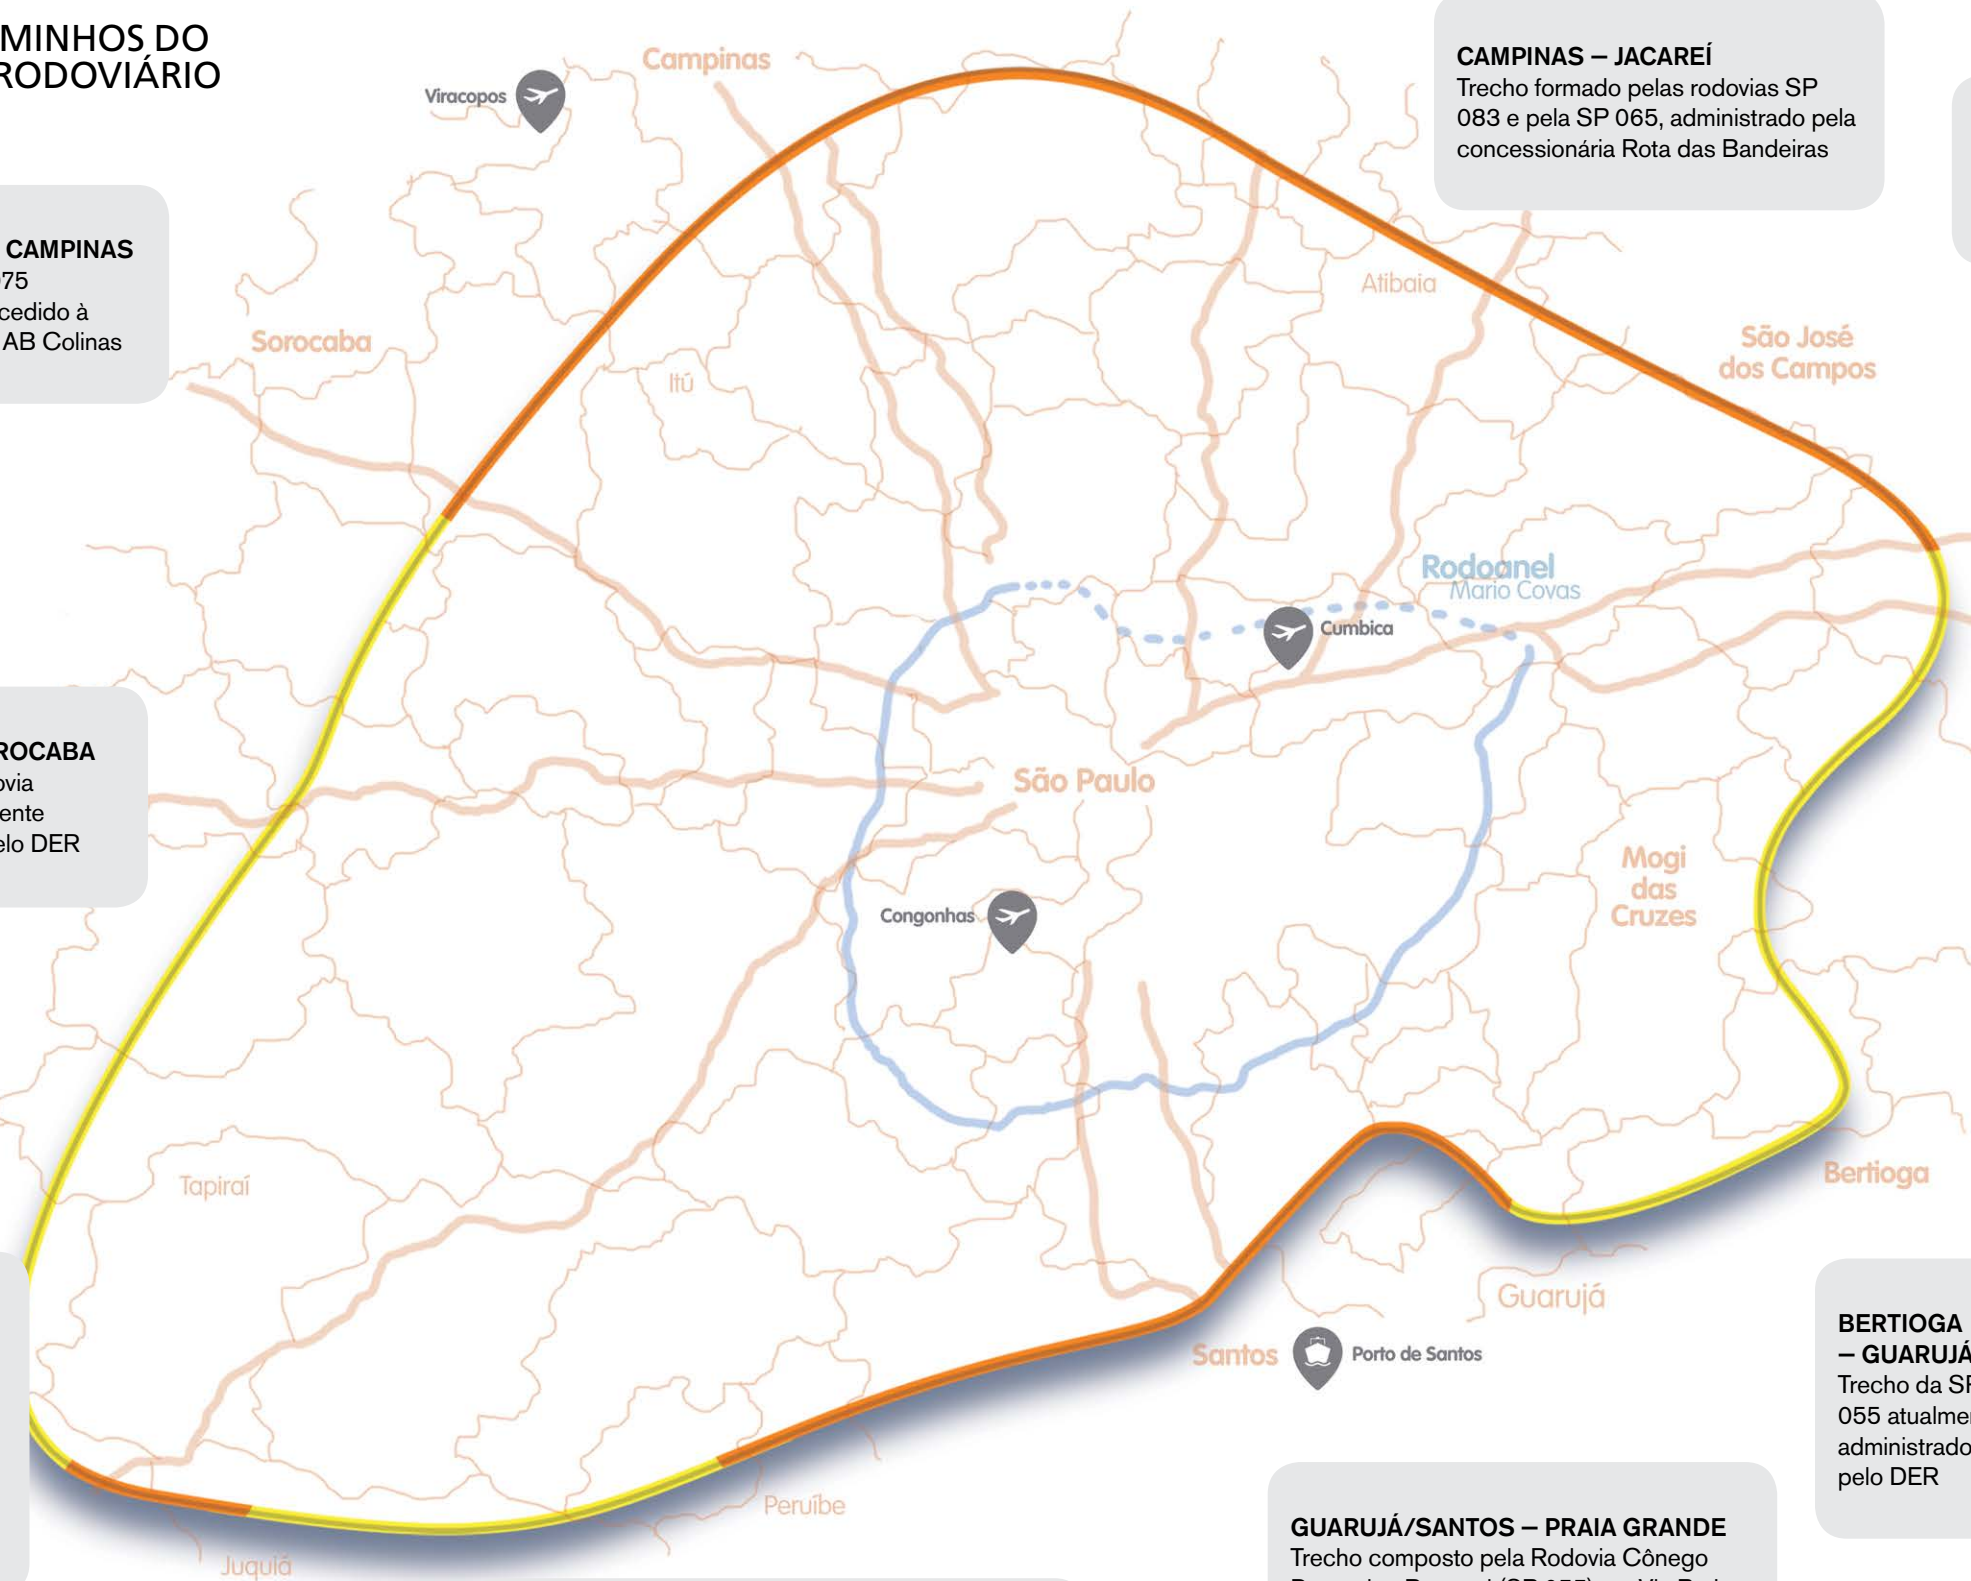 MINHOS DO
RODOVIÁRIO
Campinas
Viracopos
CAMPINAS – JACAREÍ
Trecho formado pelas rodovias SP
083 e pela SP 065, administrado pela
concessionária Rota das Bandeiras
CAMPINAS
075
cedido à
AB Colinas
Sorocaba
Itú
Atibaia
São José
dos Campos
Rodoanel
Mario Covas
Cumbica
ROCABA
ovia
ente
elo DER
São Paulo
Congonhas
Mogi
das
Cruzes
Tapiraí
Bertioga
Guarujá
Santos
Porto de Santos
BERTIOGA
– GUARUJÁ
Trecho da SP
055 atualme
administrado
pelo DER
Peruíbe
Juquiá
GUARUJÁ/SANTOS – PRAIA GRANDE
Trecho composto pela Rodovia Cônego